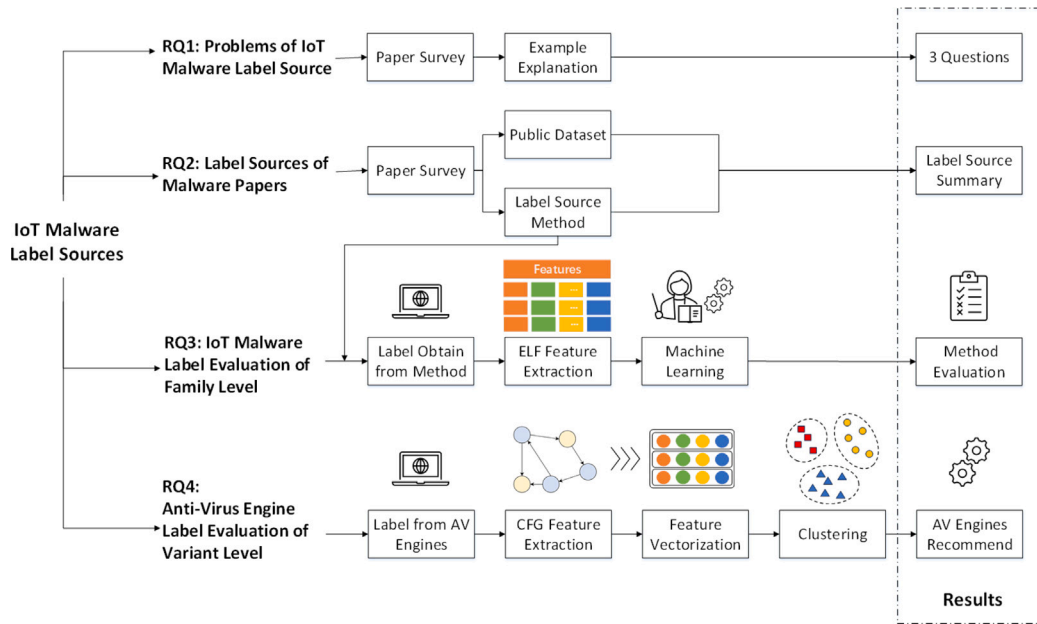 IoT Malware
Label Sources
RQ1: Problems of IoT
Malware Label Source
Paper Survey
Example
Explanation
3 Questions
RQ2: Label Sources of
Malware Papers
Paper Survey
Public Dataset
Label Source
Method
Label Source
Summary
RQ3: IoT Malware
Label Evaluation of
Family Level
Label Obtain
from Method
Features
...
...
...
ELF Feature
Extraction
Machine
Learning
Method
Evaluation
RQ4:
Anti-Virus Engine
Label Evaluation of
Variant Level
Label from AV
Engines
CFG Feature
Extraction
Feature
Vectorization
Clustering
AV Engines
Recommend
Results